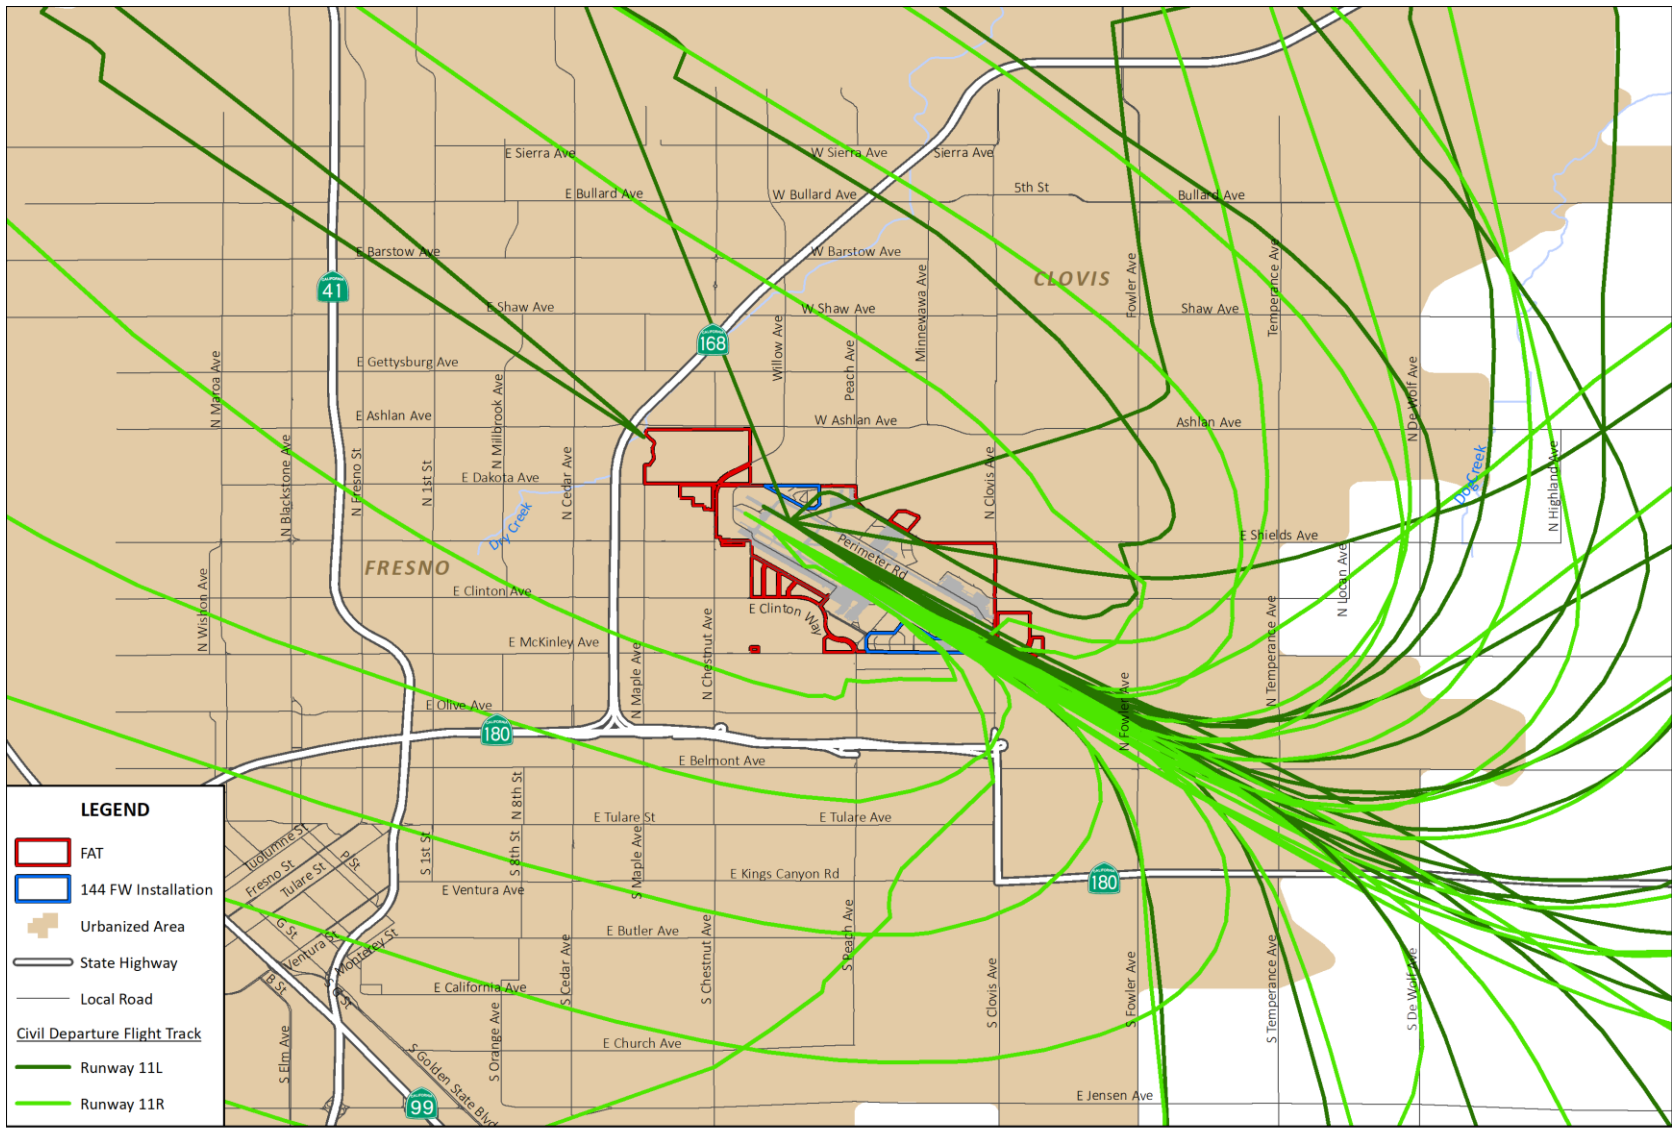 E Sierra Ave
W Sierra Ave
Sierra Ave
E Bullard Ave
W Bullard Ave
5th St
Bullard Ave
E Barstow Ave
W Barstow Ave
CLOVIS
Fowler Ave
Temperance Ave
Minnewawa Ave
CALIFORNIA
41
E Shaw Ave
W Shaw Ave
Shaw Ave
CALIFORNIA
168
Willow Ave
Peach Ave
E Gettysburg Ave
N Maroa Ave
N Millbrook Ave
N De Wolf Ave
E Ashlan Ave
W Ashlan Ave
Ashlan Ave
N Blackstone Ave
N Fresno St
N 1st St
E Dakota Ave
N Cedar Ave
N Clovis Ave
Dog Creek
N Highland Ave
Dry Creek
E Shields Ave
Perimeter Rd
FRESNO
N Locan Ave
N Wishon Ave
E Clinton Ave
E Clinton Way
E McKinley Ave
N Maple Ave
N Chestnut Ave
N Temperance Ave
N Fowler Ave
E Olive Ave
CALIFORNIA
180
E Belmont Ave
N 8th St
E Tulare St
E Tulare Ave
S 1st St
S 8th St
S Maple Ave
E Kings Canyon Rd
CALIFORNIA
180
E Ventura Ave
Tuolumne St
P St
Fresno St
Tulare St
G St
Ventura St
Monterey St
B St
S G St
E Butler Ave
S Peach Ave
S Chestnut Ave
S Cedar Ave
E California Ave
S Clovis Ave
S Fowler Ave
S Temperance Ave
S De Wolf Ave
S Orange Ave
S Elm Ave
E Church Ave
S Golden State Blvd
CALIFORNIA
99
E Jensen Ave
LEGEND
FAT
144 FW Installation
Urbanized Area
State Highway
Local Road
Civil Departure Flight Track
Runway 11L
Runway 11R